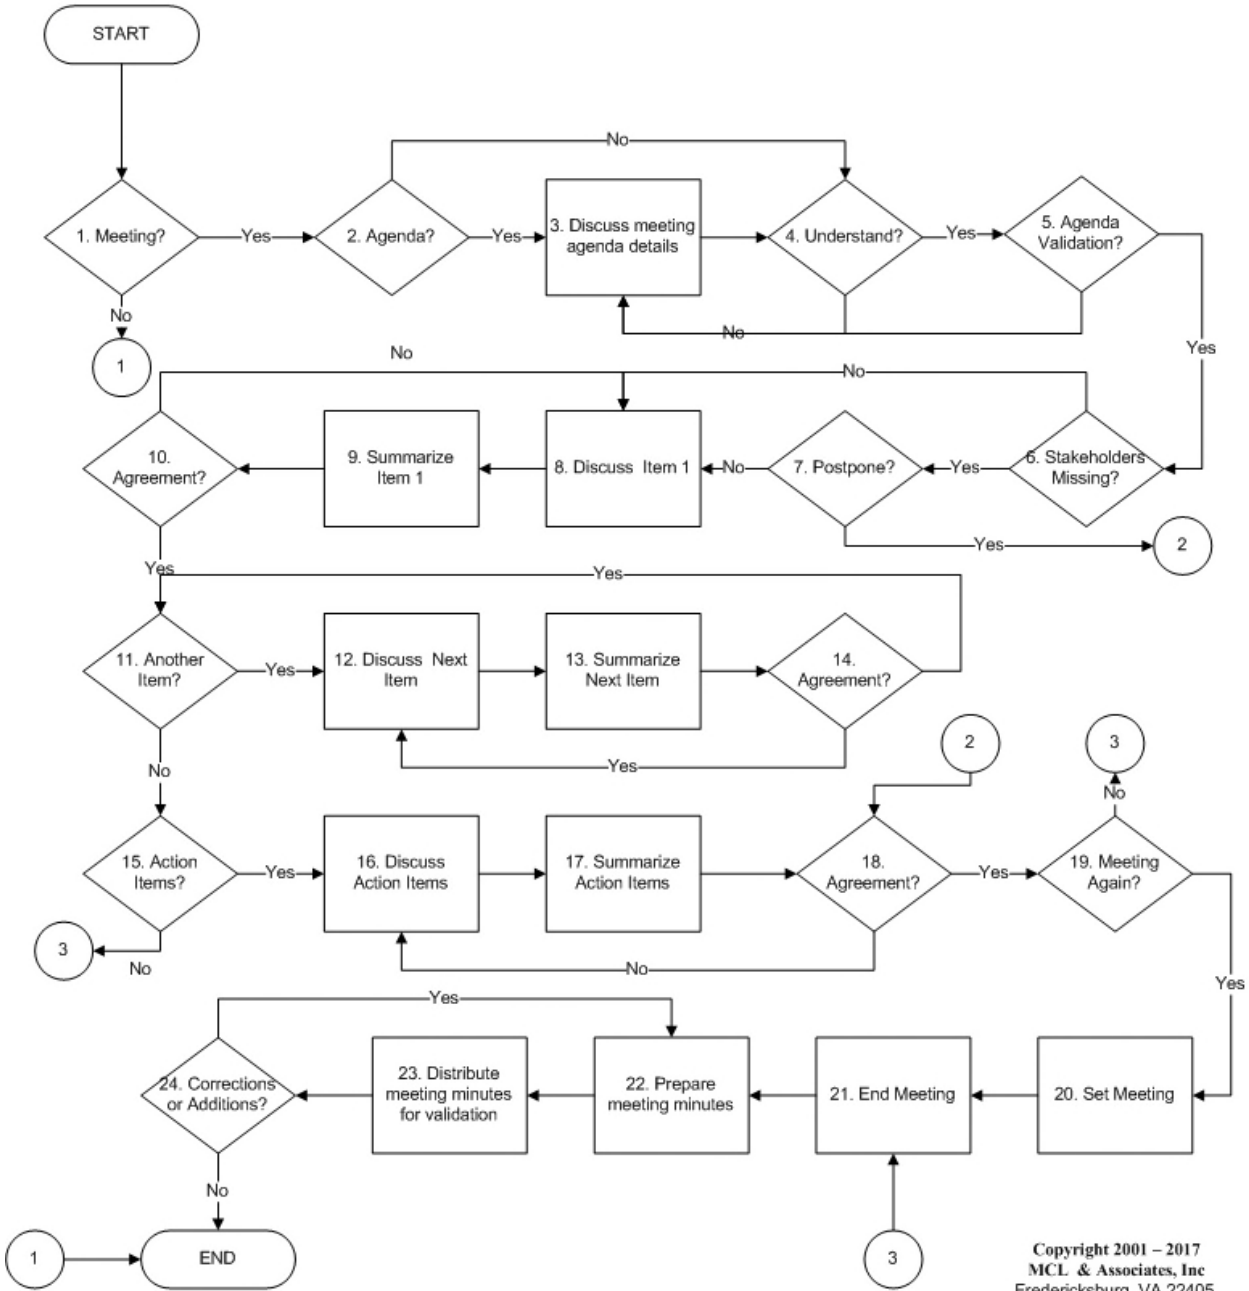 START
No
1. Meeting?
Yes
2. Agenda?
Yes
3. Discuss meeting
agenda details
4. Understand?
Yes
5. Agenda
Validation?
No
1
No
Yes
No
No
10.
Agreement?
9. Summarize
Item 1
8. Discuss Item 1
No
7. Postpone?
Yes
6. Stakeholders
Missing?
Yes
2
Yes
Yes
11. Another
Item?
Yes
12. Discuss Next
Item
13. Summarize
Next Item
14.
Agreement?
Yes
No
2
3
No
15. Action
Items?
Yes
16. Discuss
Action Items
17. Summarize
Action Items
18.
Agreement?
Yes
19. Meeting
Again?
3
No
No
Yes
Yes
24. Corrections
or Additions?
23. Distribute
meeting minutes
for validation
22. Prepare
meeting minutes
21. End Meeting
20. Set Meeting
No
1
END
3
Copyright 2001 – 2017
MCL & Associates, Inc
Fredericksburg, VA 22405